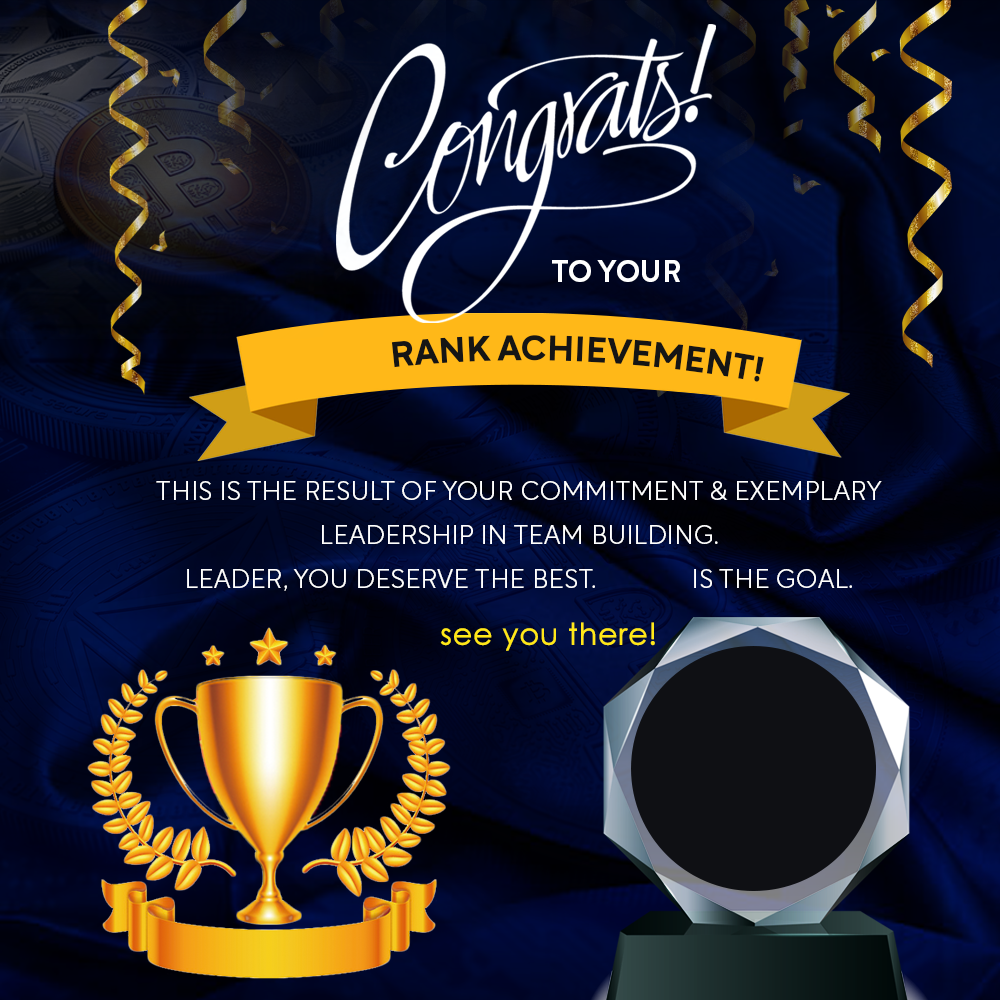 Congrats!
TO YOUR
RANK ACHIEVEMENT!
THIS IS THE RESULT OF YOUR COMMITMENT & EXEMPLARY
LEADERSHIP IN TEAM BUILDING.
LEADER, YOU DESERVE THE BEST. IS THE GOAL.
see you there!